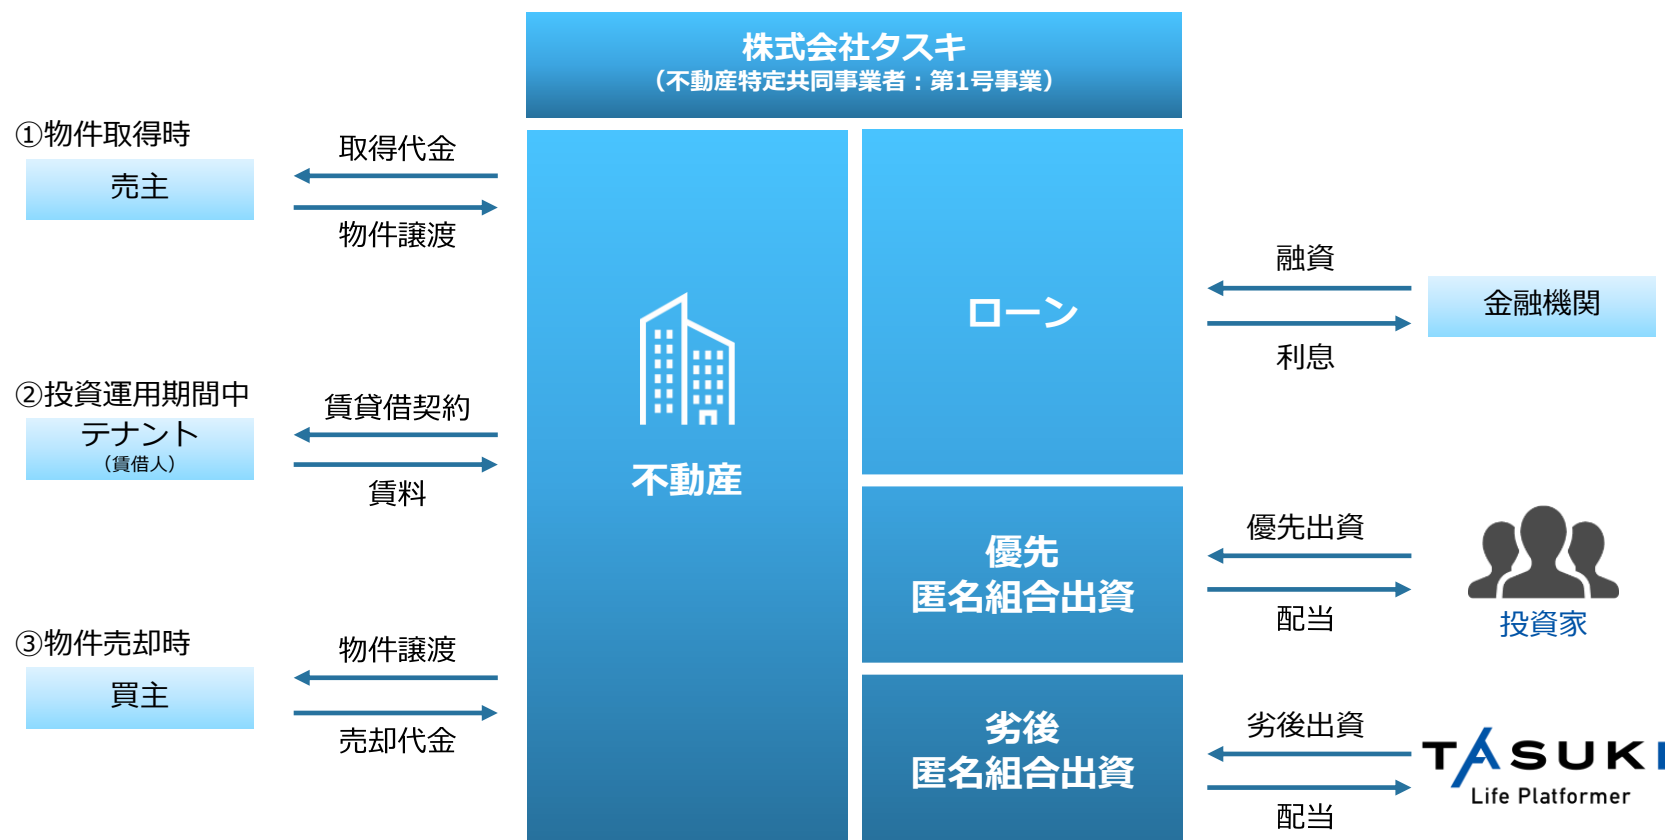 株式会社タスキ
（不動産特定共同事業者：第1号事業）
①物件取得時
売主
取得代金
物件譲渡
②投資運用期間中
テナント
（賃借人）
賃貸借契約
賃料
③物件売却時
買主
物件譲渡
売却代金
不動産
ローン
優先
匿名組合出資
劣後
匿名組合出資
融資
利息
金融機関
優先出資
配当
投資家
劣後出資
配当
TASUKI
Life Platformer